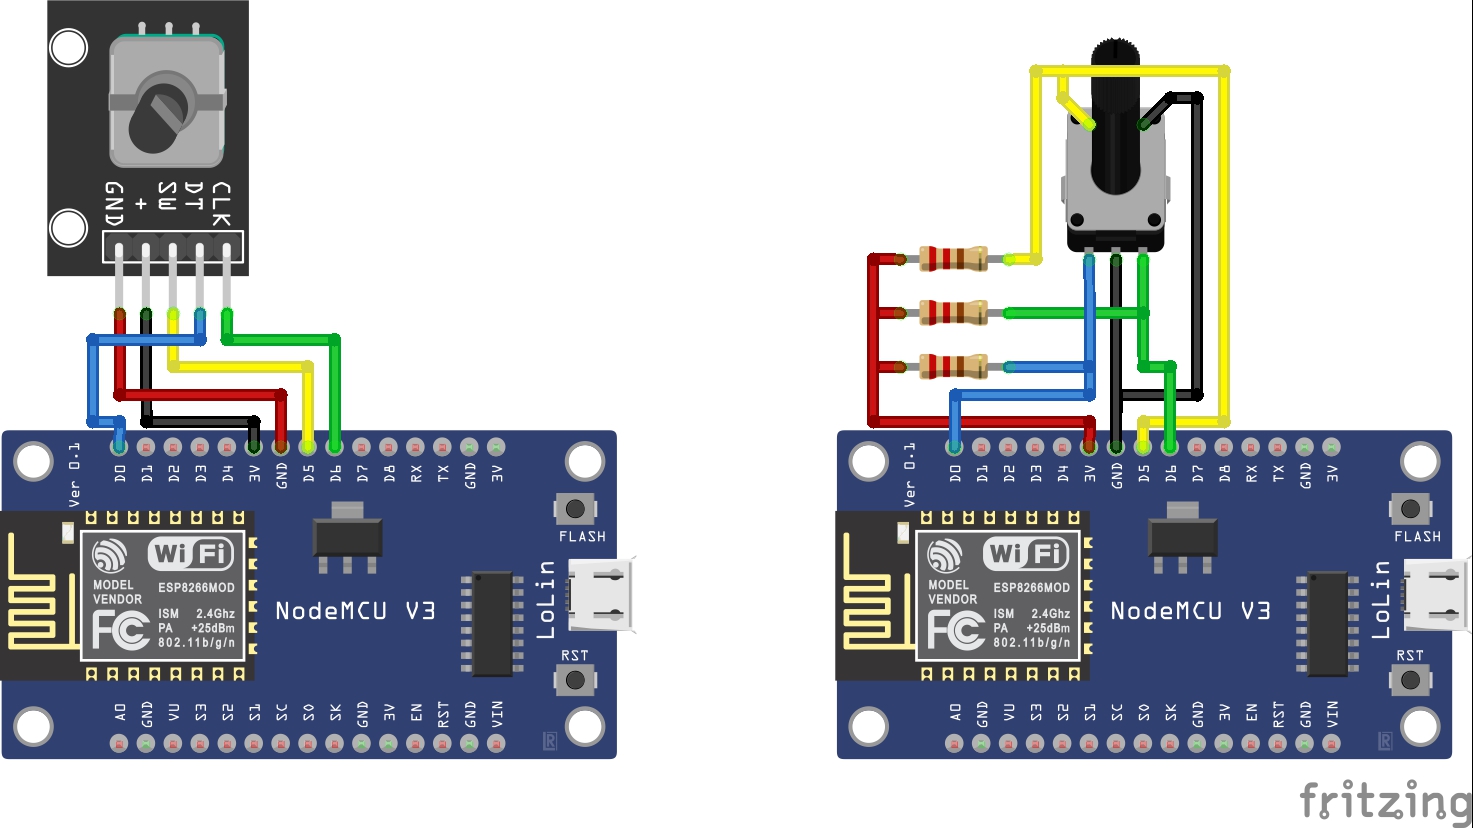 GND
+
SW
DT
CLK
D0 D1 D2 D3 D4 3V GND D5 D6 D7 D8 RX TX GND 3V
Ver 0.1
FLASH
WiFi
MODEL
VENDOR
ESP8266MOD
FC
ISM 2.4Ghz
PA +25dBm
802.11b/g/n
NodeMCU V3
LoLin
RST
A0 GND VU S3 S2 S1 SC S0 SK GND 3V EN RST GND VIN
D0 D1 D2 D3 D4 3V GND D5 D6 D7 D8 RX TX GND 3V
Ver 0.1
FLASH
WiFi
MODEL
VENDOR
ESP8266MOD
FC
ISM 2.4Ghz
PA +25dBm
802.11b/g/n
NodeMCU V3
LoLin
RST
A0 GND VU S3 S2 S1 SC S0 SK GND 3V EN RST GND VIN
fritzing